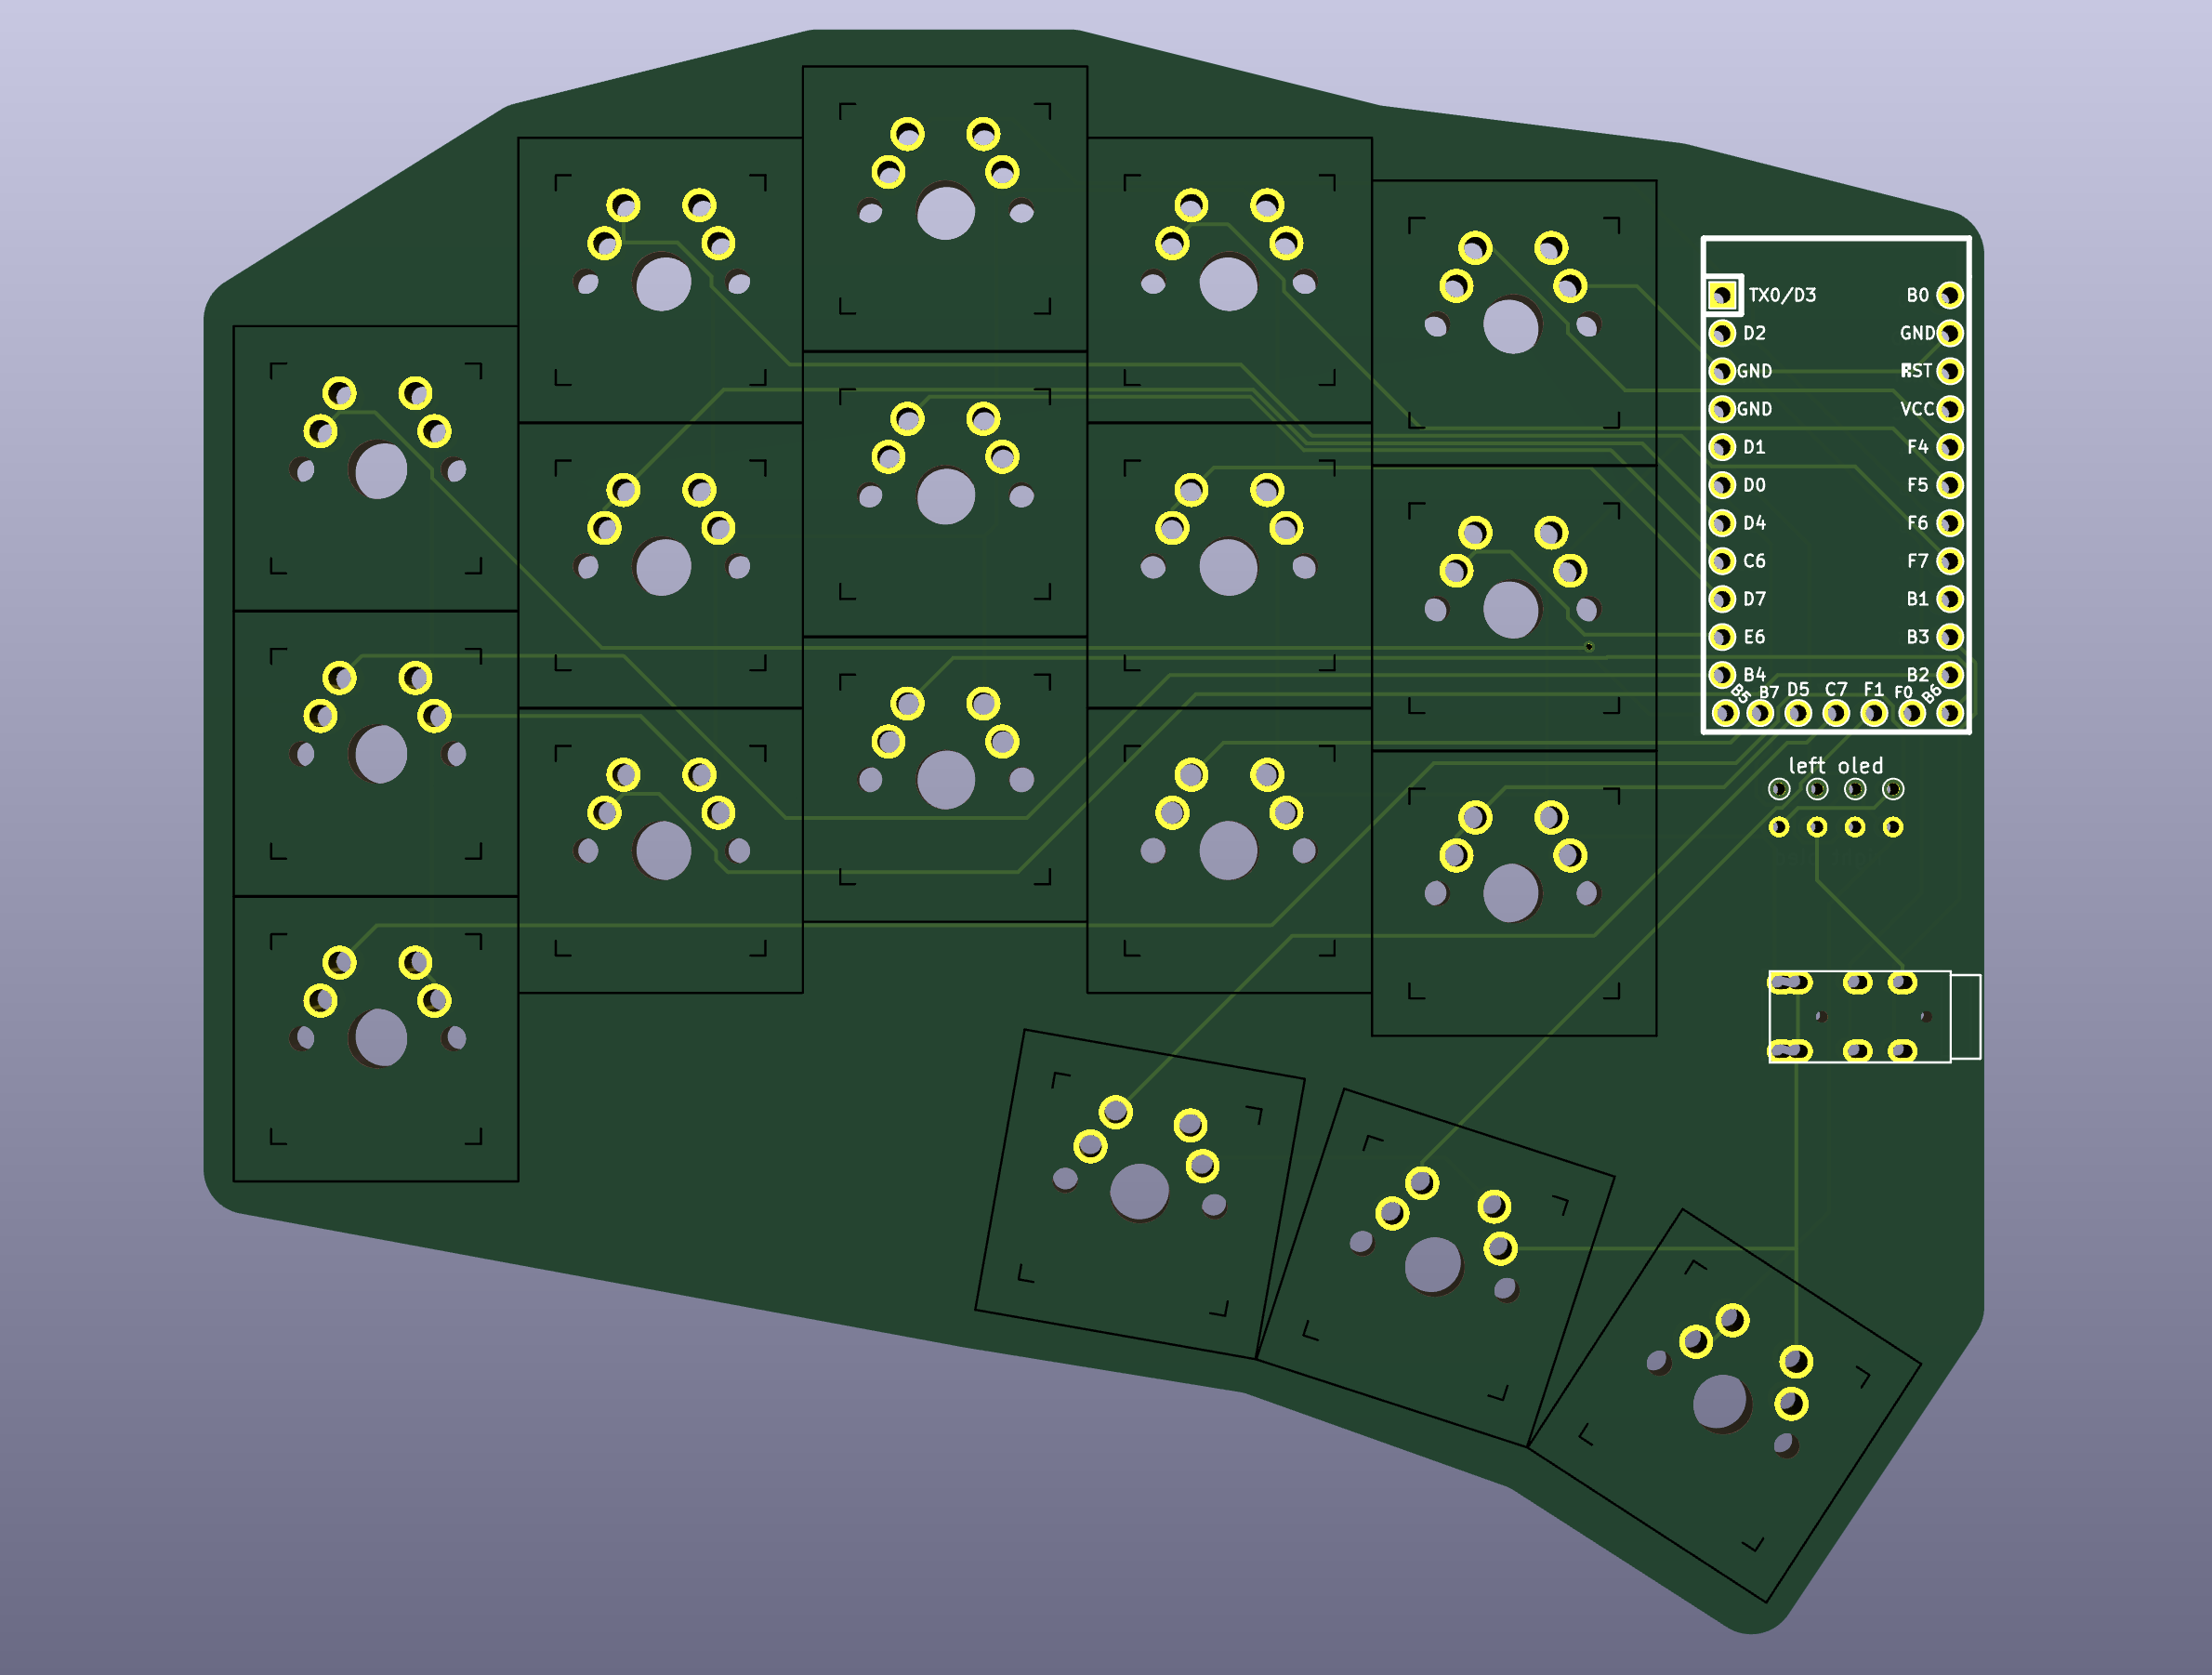 TX0/D3 B0
D2 GND
GND RST
GND VCC
D1 F4
D0 F5
D4 F6
C6 F7
D7 B1
E6 B3
B4 B2
B5 B7 D5 C7 F1 F0 B6
left oled